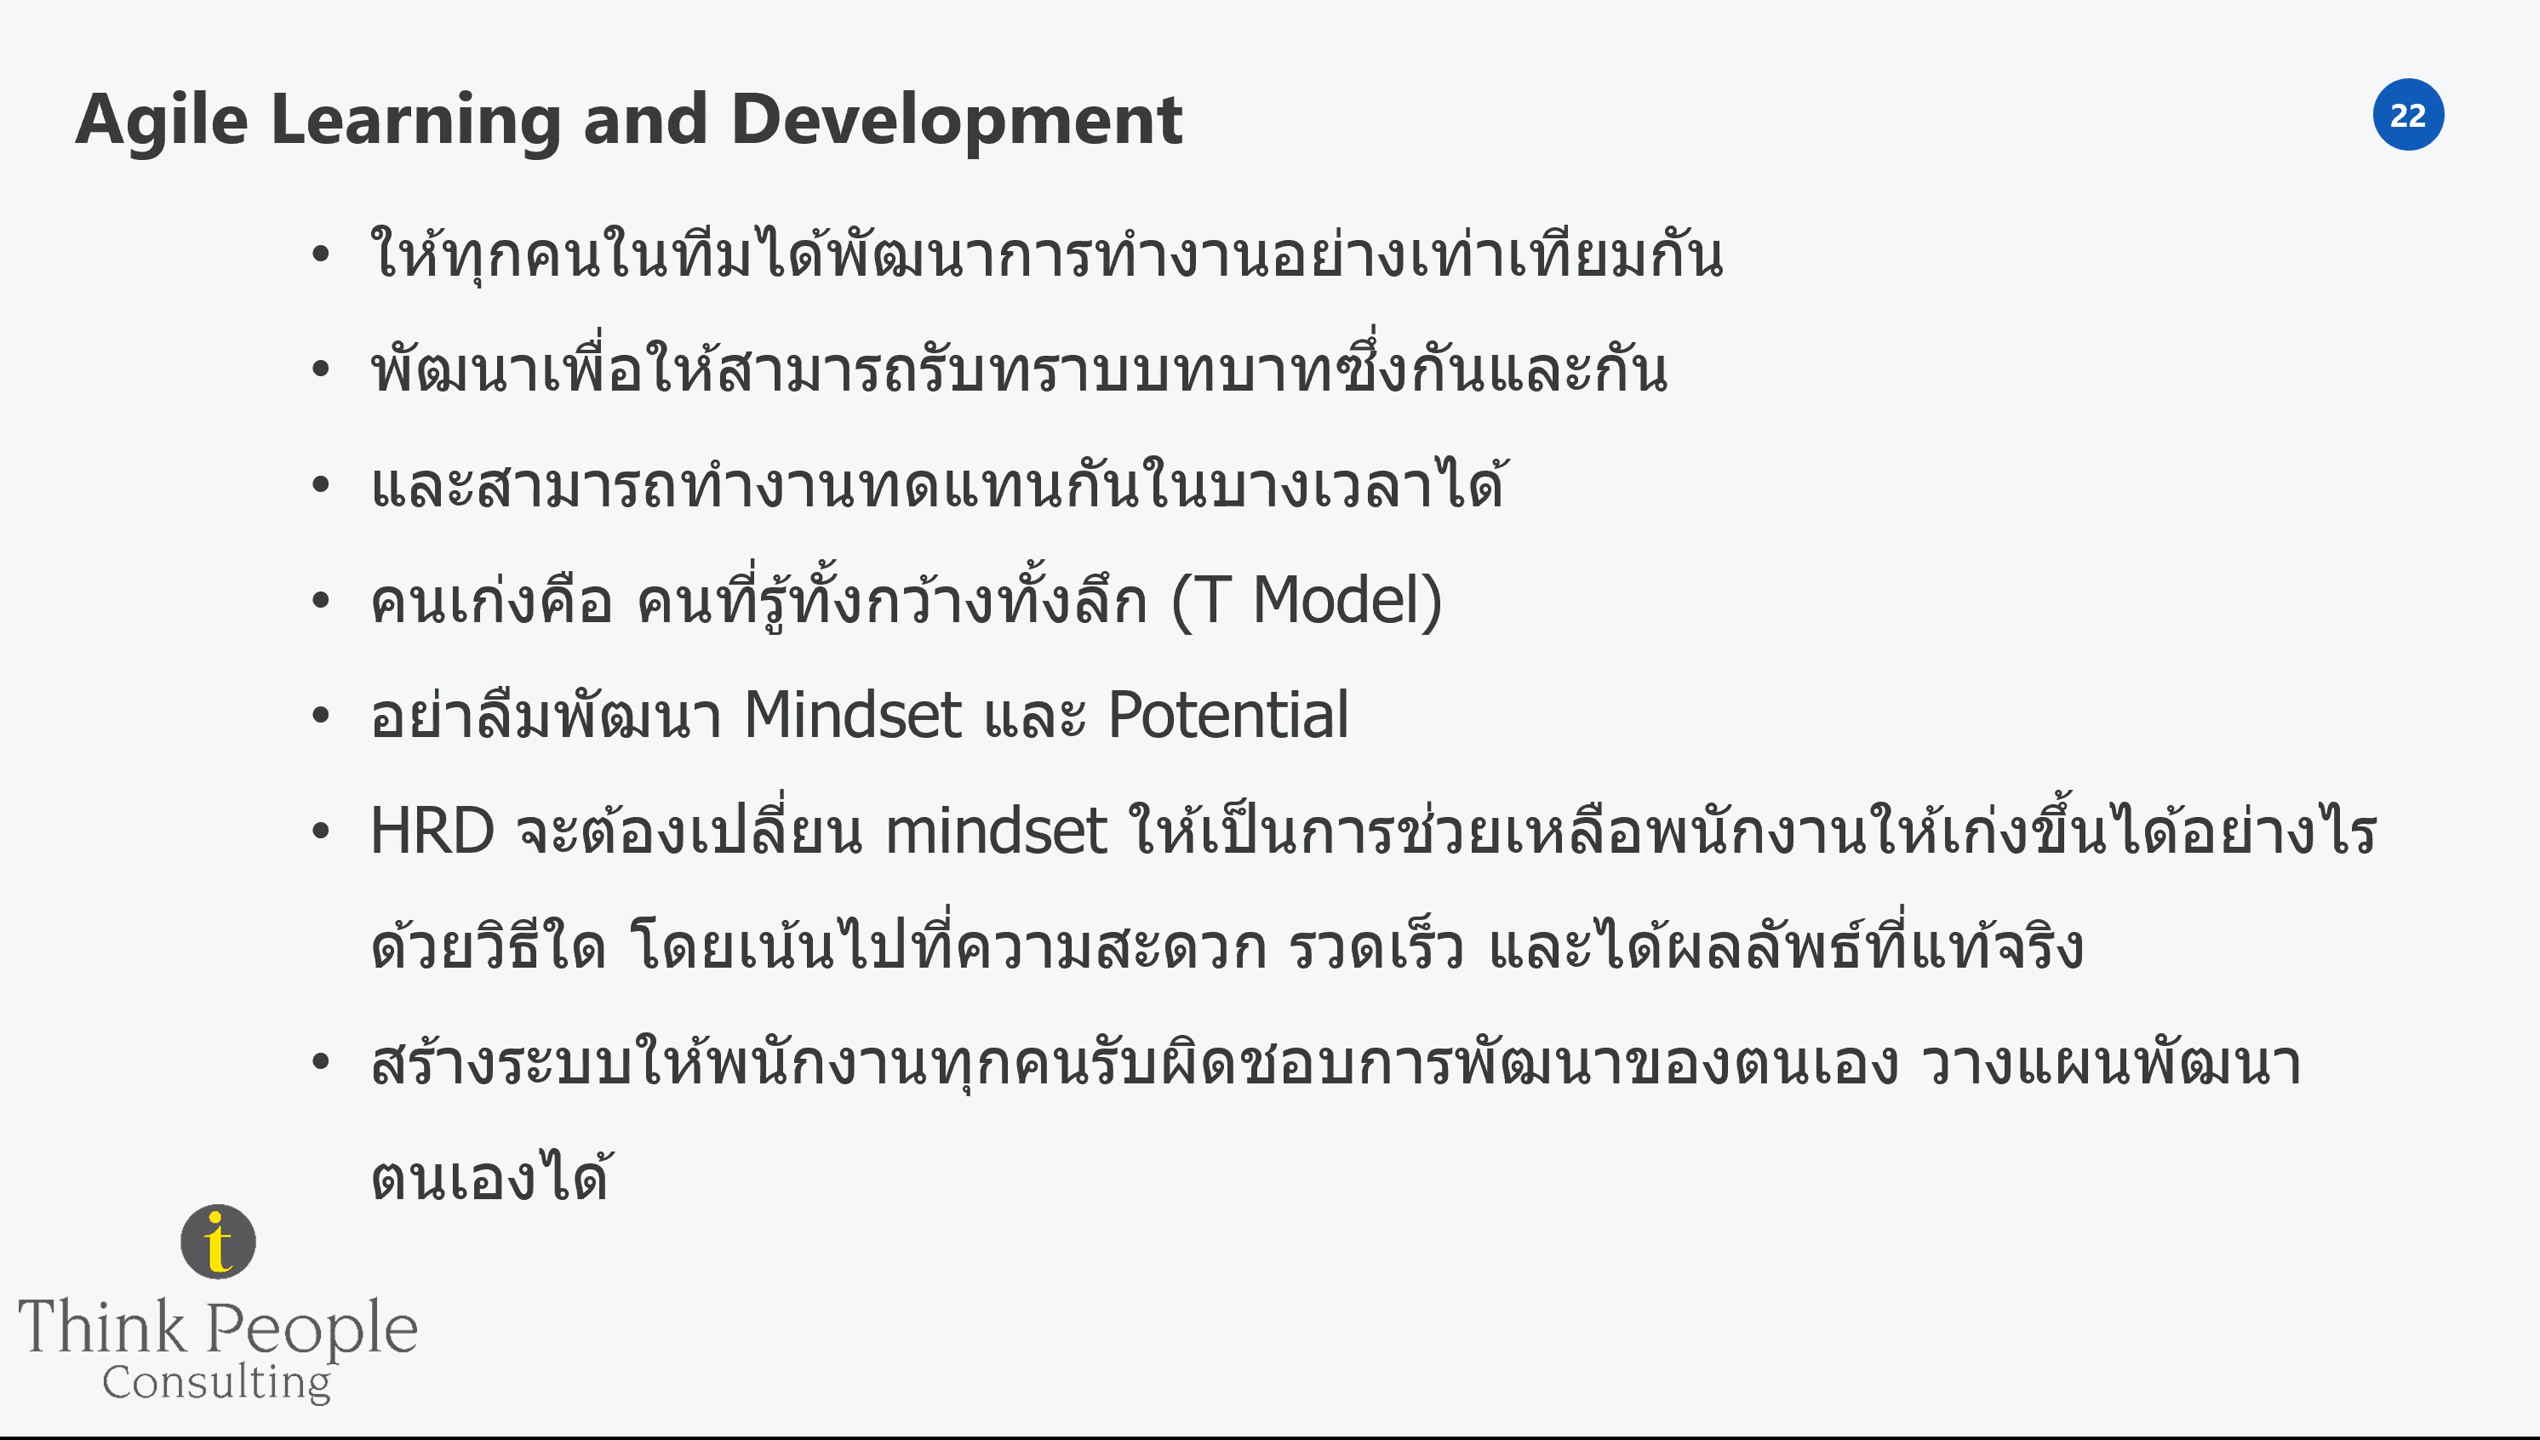 Agile Learning and Development
22
• ให้ทุกคนในทีมได้พัฒนาการทำงานอย่างเท่าเทียมกัน
• พัฒนาเพื่อให้สามารถรับทราบบทบาทซึ่งกันและกัน
• และสามารถทำงานทดแทนกันในบางเวลาได้
• คนเก่งคือ คนที่รู้ทั้งกว้างทั้งลึก (T Model)
• อย่าลืมพัฒนา Mindset และ Potential
• HRD จะต้องเปลี่ยน mindset ให้เป็นการช่วยเหลือพนักงานให้เก่งขึ้นได้อย่างไร
ด้วยวิธีใด โดยเน้นไปที่ความสะดวก รวดเร็ว และได้ผลลัพธ์ที่แท้จริง
• สร้างระบบให้พนักงานทุกคนรับผิดชอบการพัฒนาของตนเอง วางแผนพัฒนา
ตนเองได้
Think People
Consulting